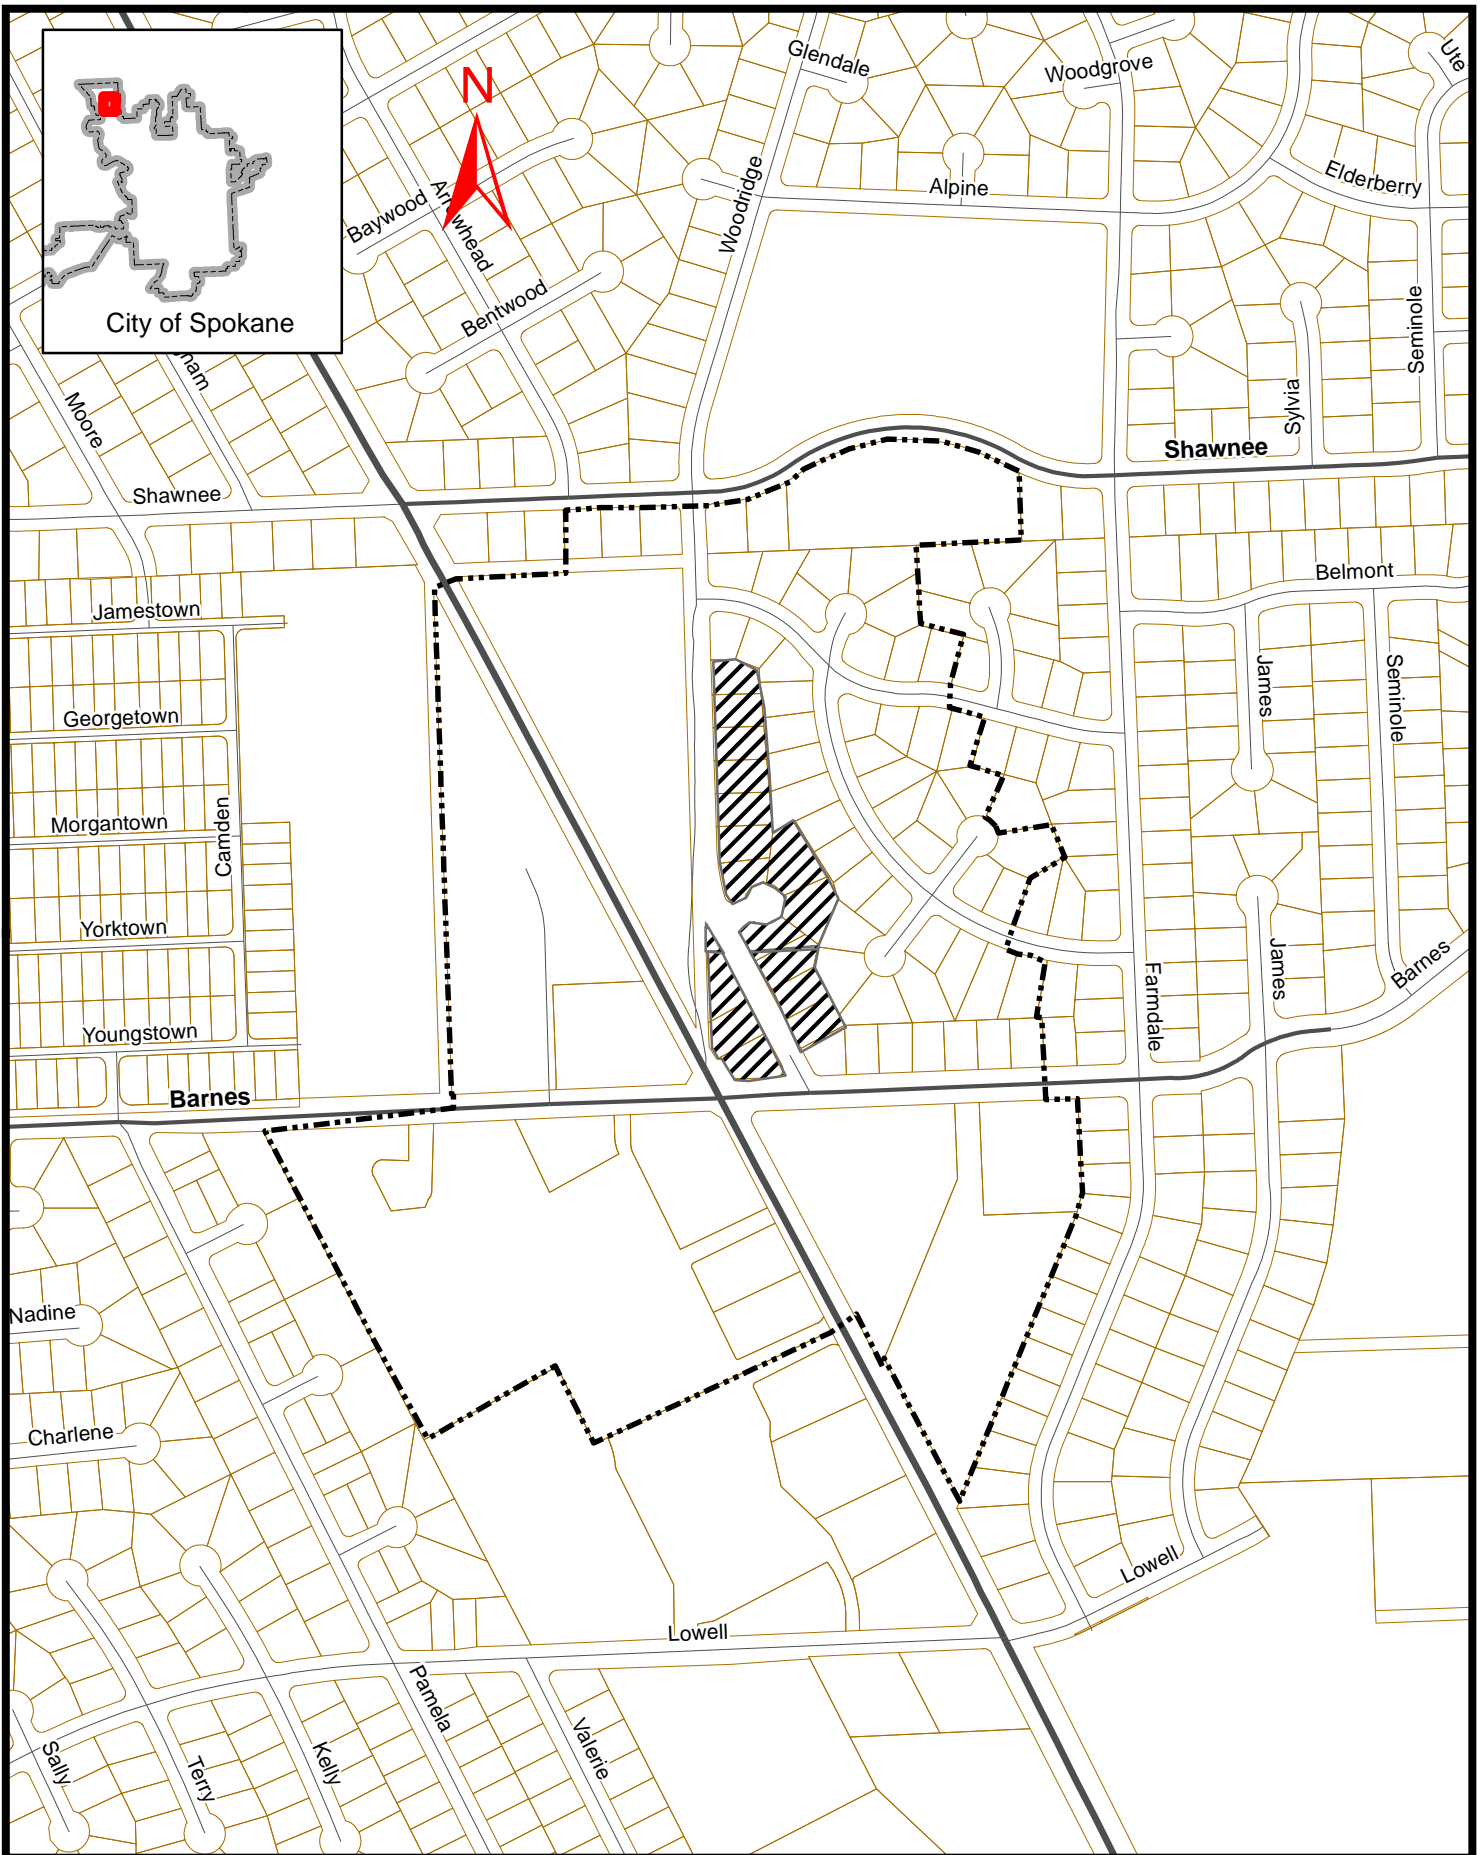 Glendale
Woodgrove
Ute
N
Baywood
Arrowhead
Woodridge
Alpine
Elderberry
Bentwood
City of Spokane
Seminole
Sylvia
Moore
Shawnee
Shawnee
Belmont
Jamestown
James
Seminole
Georgetown
Morgantown
Camden
Yorktown
Farmdale
James
Barnes
Youngstown
Barnes
Nadine
Charlene
Lowell
Lowell
Pamela
Valerie
Sally
Terry
Kelly